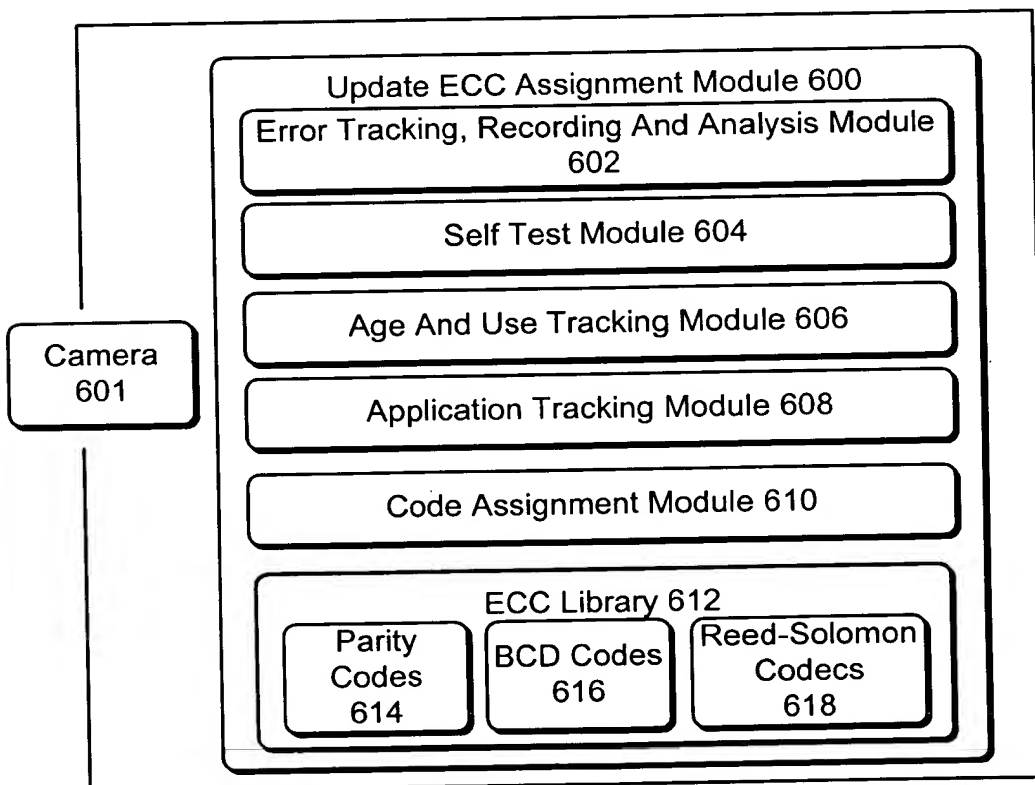 Update ECC Assignment Module 600
Error Tracking, Recording And Analysis Module
602
Self Test Module 604
Age And Use Tracking Module 606
Camera
601
Application Tracking Module 608
Code Assignment Module 610
ECC Library 612
Parity
Codes
614
BCD Codes
616
Reed-Solomon
Codecs
618